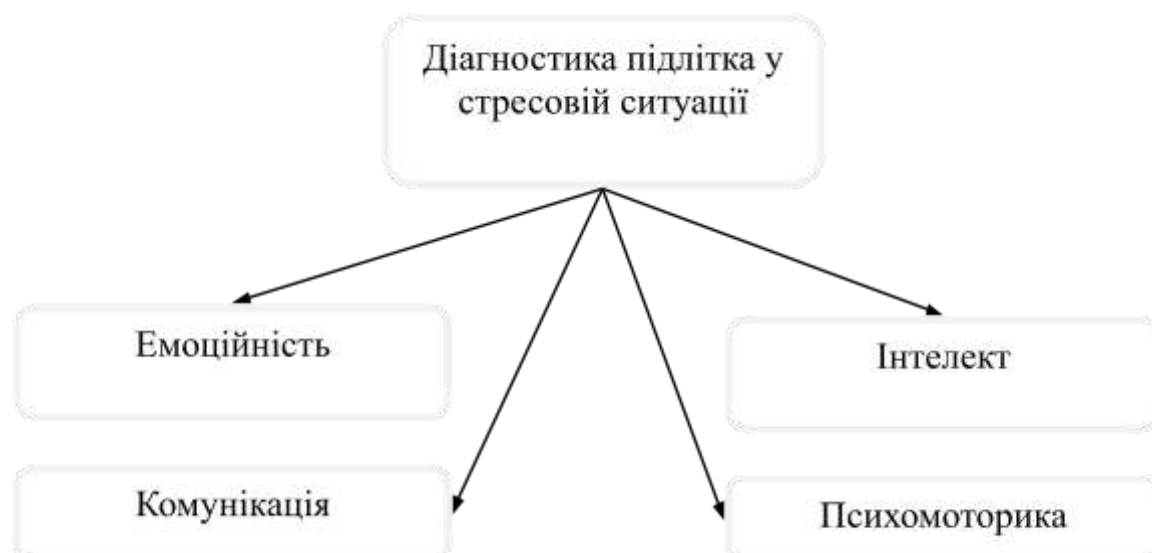 Діагностика підлітка у
стресовій ситуації
Емоційність
Інтелект
Комунікація
Психомоторика